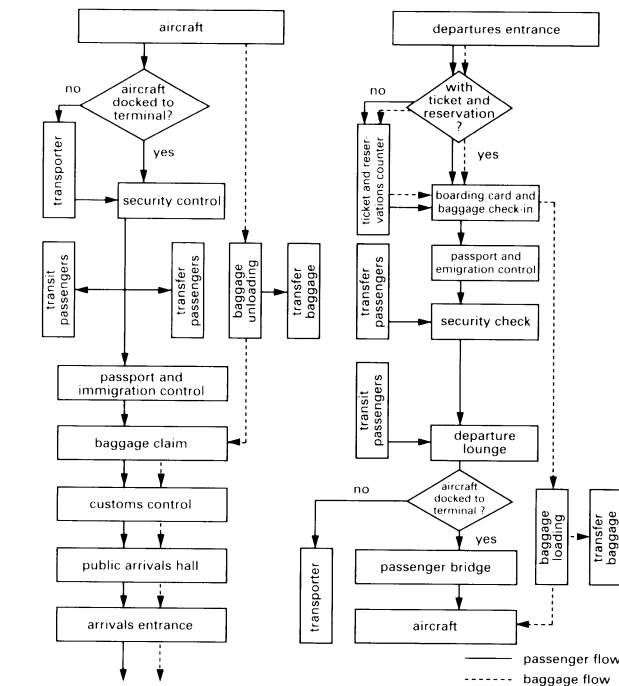 aircraft
no
aircraft
docked to
terminal?
yes
transporter
security control
transit
passengers
transfer
passengers
baggage
unloading
transfer
baggage
passport and
immigration control
baggage claim
customs control
public arrivals hall
arrivals entrance
departures entrance
no
with
ticket and
reservation
?
yes
ticket and reser-
vations counter
boarding card and
baggage check-in
passport and
emigration control
transfer
passengers
security check
transit
passengers
departure
lounge
no
aircraft
docked to
terminal ?
yes
transporter
passenger bridge
aircraft
baggage
loading
transfer
baggage
passenger flow
baggage flow